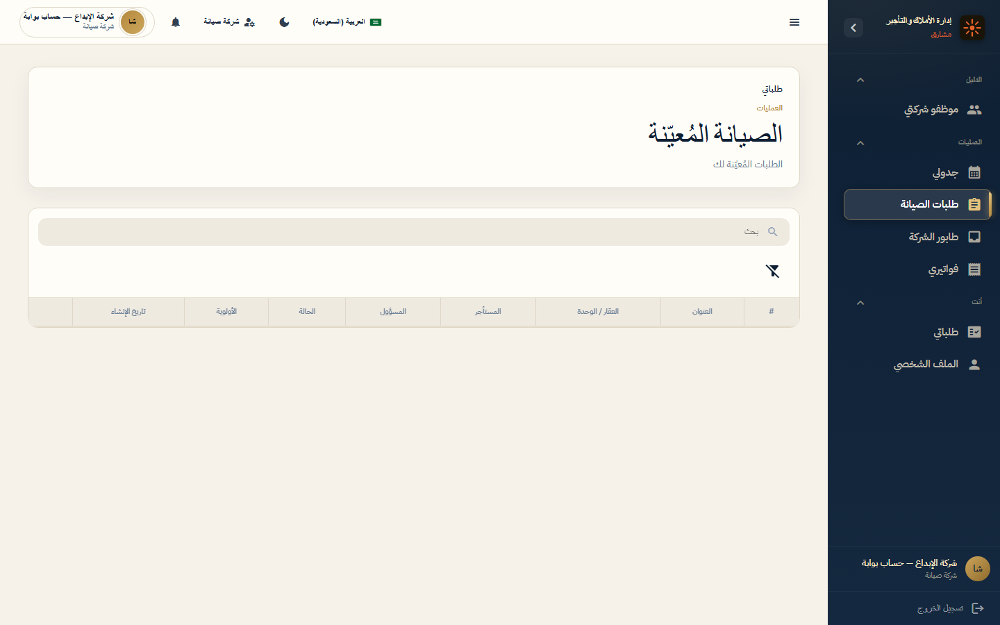 إدارة الأملاك والتأجير
مشارق
الدليل
موظفو شركتي
العمليات
جدولي
طلبات الصيانة
طابور الشركة
فواتيري
أنت
طلباتي
الملف الشخصي
شا
شركة الإبداع — حساب بوابة
شركة صيانة
تسجيل الخروج
العربية (السعودية)
شركة صيانة
شا
شركة الإبداع — حساب بوابة
شركة صيانة
طلباتي
العمليات
الصيانة المُعيّنة
الطلبات المُعيّنة لك
بحث
# العنوان العقار / الوحدة المستأجر المسؤول الحالة الأولوية تاريخ الإنشاء